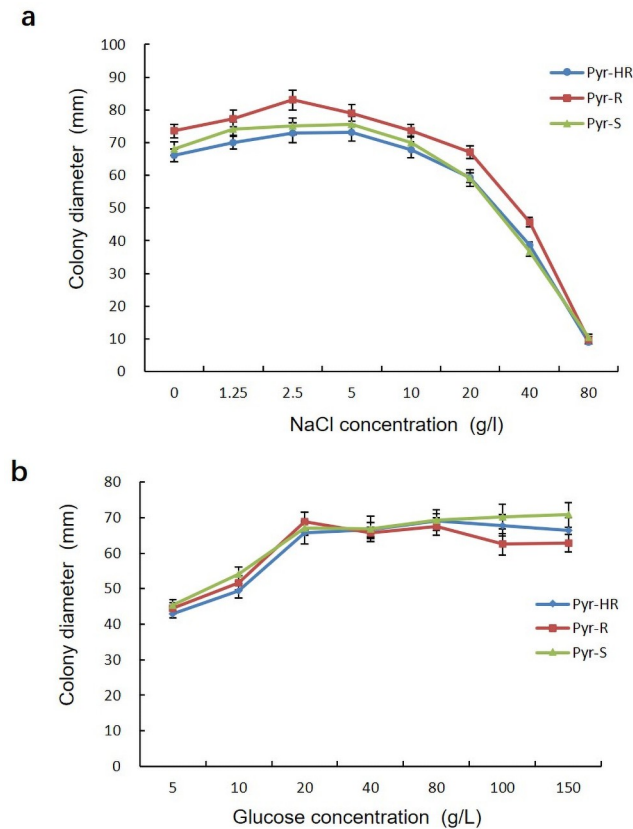 a
100
90
80
70
60
50
40
30
20
10
0
Colony diameter (mm)
0 1.25 2.5 5 10 20 40 80
NaCl concentration (g/l)
Pyr-HR
Pyr-R
Pyr-S
b
80
70
60
50
40
30
20
10
0
Colony diameter (mm)
5 10 20 40 80 100 150
Glucose concentration (g/L)
Pyr-HR
Pyr-R
Pyr-S